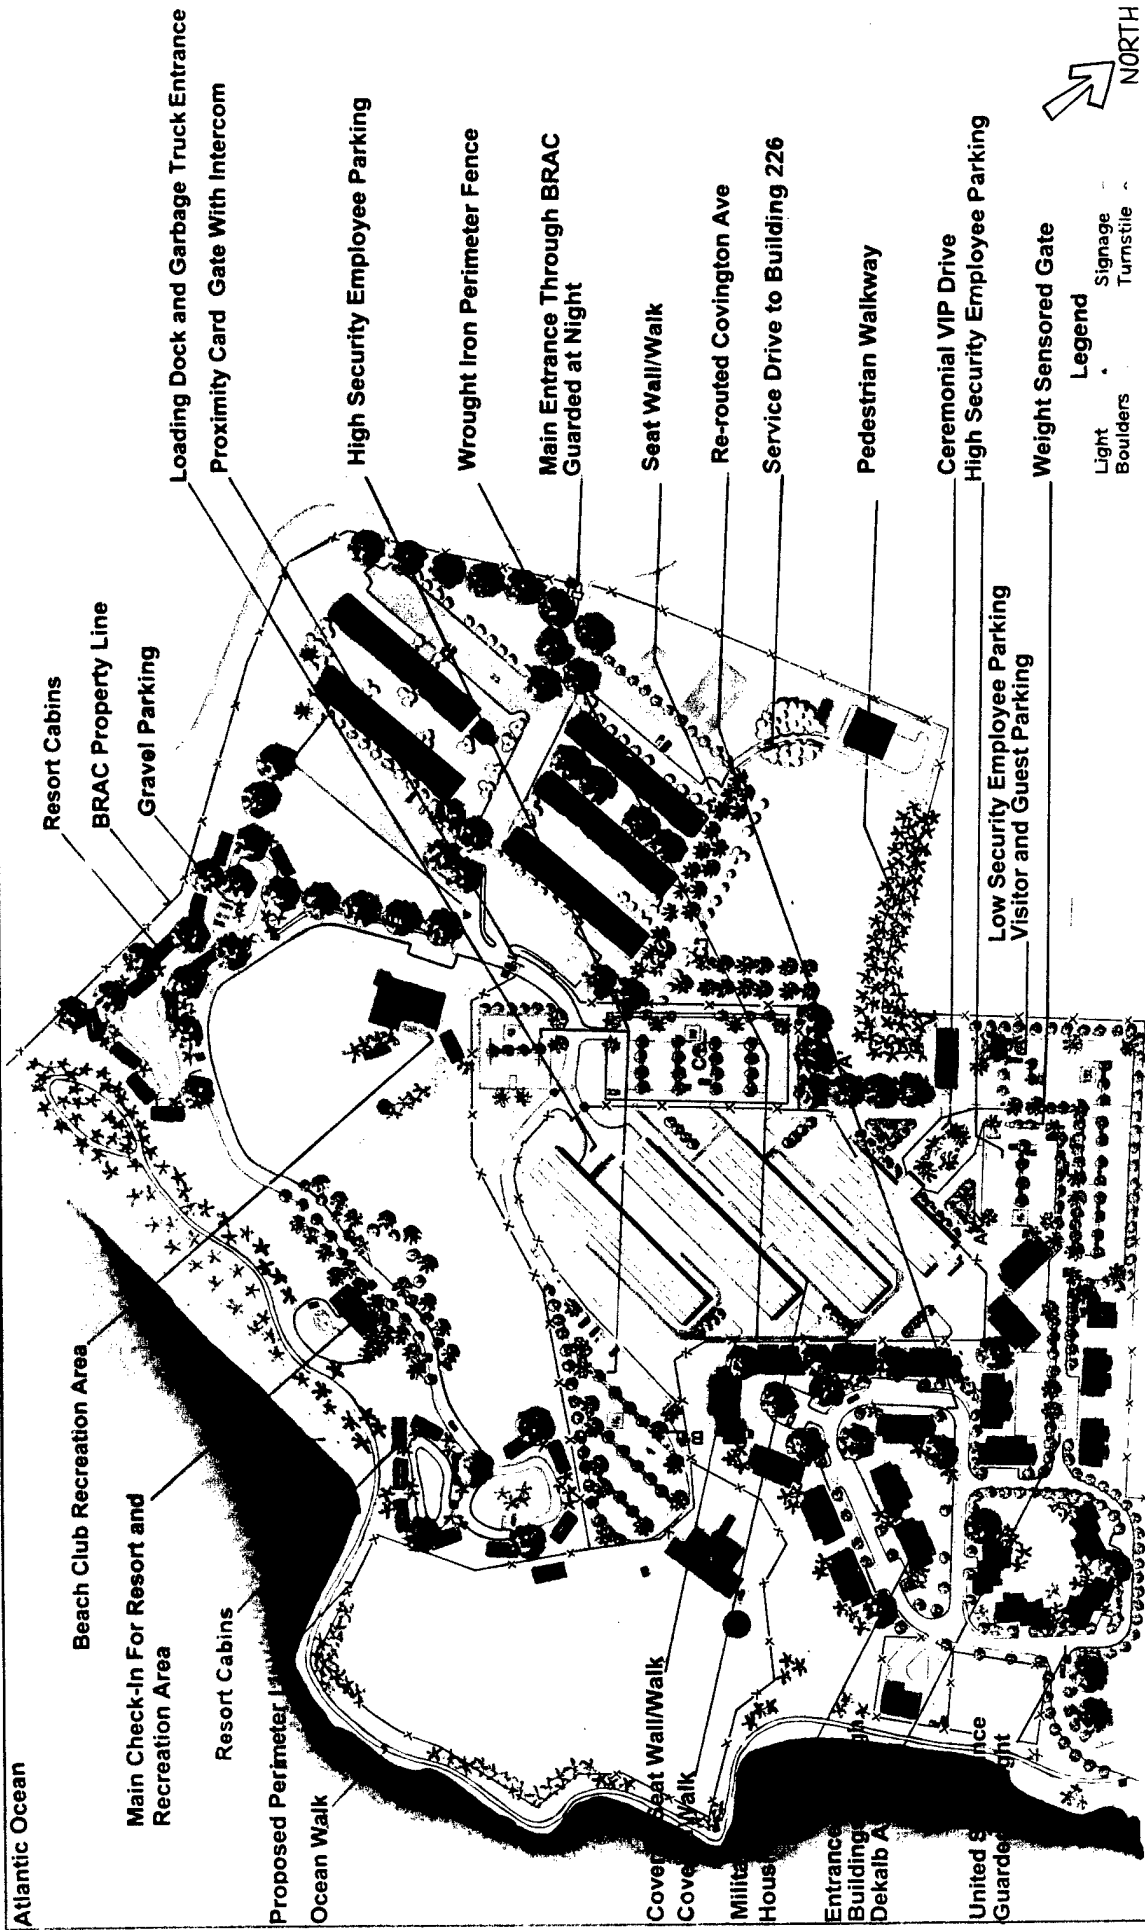 Atlantic Ocean
Beach Club Recreation Area
Main Check-In For Resort and
Recreation Area
Resort Cabins
Proposed Perimeter
Ocean Walk
Resort Cabins
BRAC Property Line
Gravel Parking
Loading Dock and Garbage Truck Entrance
Proximity Card Gate With Intercom
High Security Employee Parking
Wrought Iron Perimeter Fence
Main Entrance Through BRAC
Guarded at Night
Seat Wall/Walk
Re-routed Covington Ave
Service Drive to Building 226
Pedestrian Walkway
Ceremonial VIP Drive
High Security Employee Parking
Low Security Employee Parking
Visitor and Guest Parking
Weight Sensored Gate
Seat Wall/Walk
Walk
Entrance
Building
Dekalb A
United S
Legend
Light
Signage
Boulders
Turnstile
NORTH